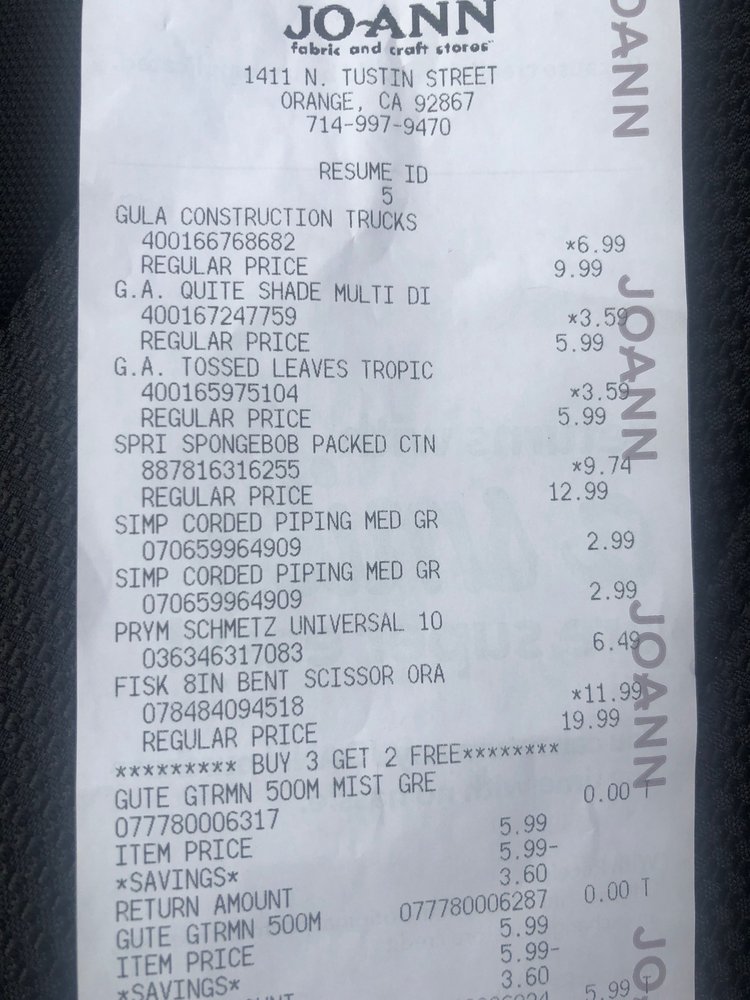 JO-ANN
fabric and craft stores
1411 N. TUSTIN STREET
ORANGE, CA 92867
714-997-9470
RESUME ID
5
GULA CONSTRUCTION TRUCKS
400166768682 *6.99
REGULAR PRICE 9.99
G.A. QUITE SHADE MULTI DI
400167247759 *3.59
REGULAR PRICE 5.99
G.A. TOSSED LEAVES TROPIC
400165975104 *3.59
REGULAR PRICE 5.99
SPRI SPONGEBOB PACKED CTN
887816316255 *9.74
REGULAR PRICE 12.99
SIMP CORDED PIPING MED GR
070659964909 2.99
SIMP CORDED PIPING MED GR
070659964909 2.99
PRYM SCHMETZ UNIVERSAL 10
036346317083 6.49
FISK 8IN BENT SCISSOR ORA
078484094518 *11.99
REGULAR PRICE 19.99
********* BUY 3 GET 2 FREE********
GUTE GTRMN 500M MIST GRE
077780006317 0.00 T
ITEM PRICE 5.99
*SAVINGS* 5.99-
RETURN AMOUNT 3.60
GUTE GTRMN 500M 077780006287 0.00 T
ITEM PRICE 5.99
*SAVINGS* 5.99-
3.60
5.99 T
JOANN
JOANN
JOANN
JO